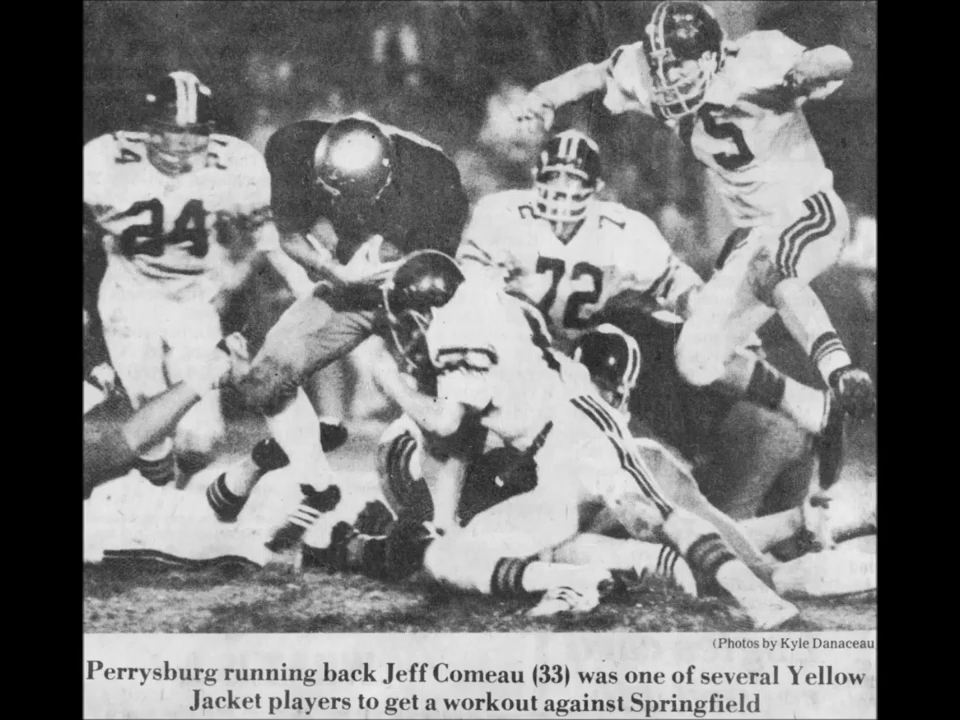 24
24
72
5
(Photos by Kyle Danaceau
Perrysburg running back Jeff Comeau (33) was one of several Yellow
Jacket players to get a workout against Springfield